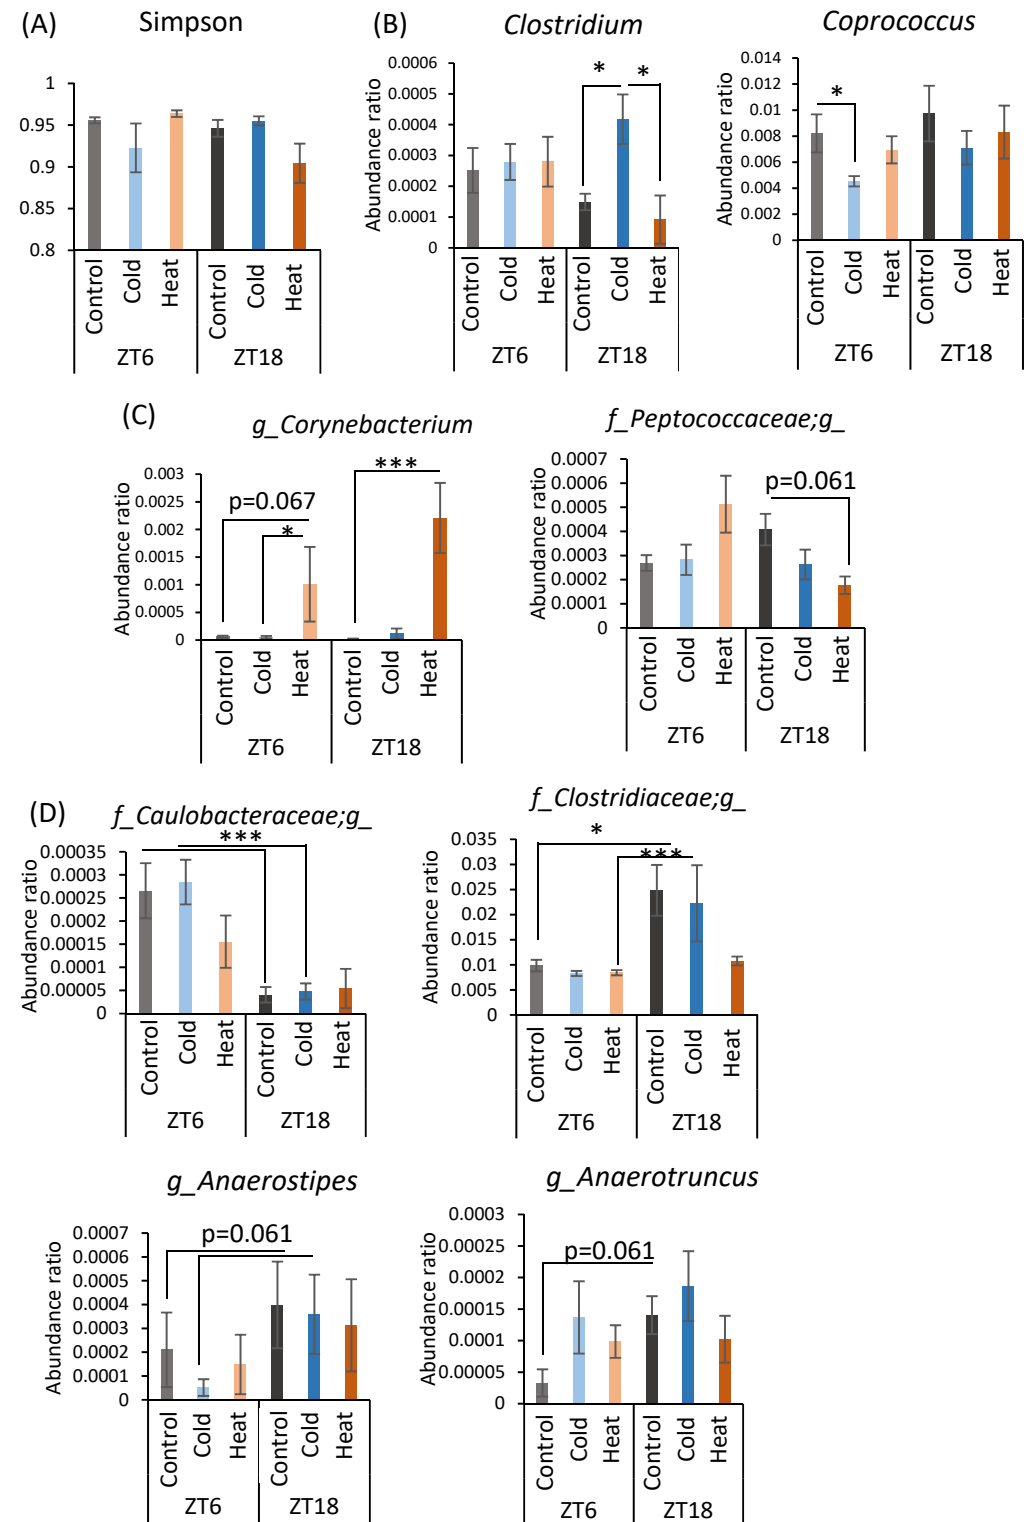 (A)
Simpson
1
0.95
0.9
0.85
0.8
Control
Cold
Heat
Control
Cold
Heat
ZT6
ZT18
(B)
Clostridium
Abundance ratio
0.0006
0.0005
0.0004
0.0003
0.0002
0.0001
0
*
*
Control
Cold
Heat
Control
Cold
Heat
ZT6
ZT18
Coprococcus
Abundance ratio
0.014
0.012
0.01
0.008
0.006
0.004
0.002
0
*
Control
Cold
Heat
Control
Cold
Heat
ZT6
ZT18
(C)
g_Corynebacterium
Abundance ratio
0.003
0.0025
0.002
0.0015
0.001
0.0005
0
p=0.067
*
***
Control
Cold
Heat
Control
Cold
Heat
ZT6
ZT18
f_Peptococcaceae;g_
Abundance ratio
0.0007
0.0006
0.0005
0.0004
0.0003
0.0002
0.0001
0
p=0.061
Control
Cold
Heat
Control
Cold
Heat
ZT6
ZT18
(D)
f_Caulobacteraceae;g_
Abundance ratio
0.00035
0.0003
0.00025
0.0002
0.00015
0.0001
0.00005
0
***
Control
Cold
Heat
Control
Cold
Heat
ZT6
ZT18
f_Clostridiaceae;g_
Abundance ratio
0.035
0.03
0.025
0.02
0.015
0.01
0.005
0
*
***
Control
Cold
Heat
Control
Cold
Heat
ZT6
ZT18
g_Anaerostipes
Abundance ratio
0.0007
0.0006
0.0005
0.0004
0.0003
0.0002
0.0001
0
p=0.061
Control
Cold
Heat
Control
Cold
Heat
ZT6
ZT18
g_Anaerotruncus
Abundance ratio
0.0003
0.00025
0.0002
0.00015
0.0001
0.00005
0
p=0.061
Control
Cold
Heat
Control
Cold
Heat
ZT6
ZT18